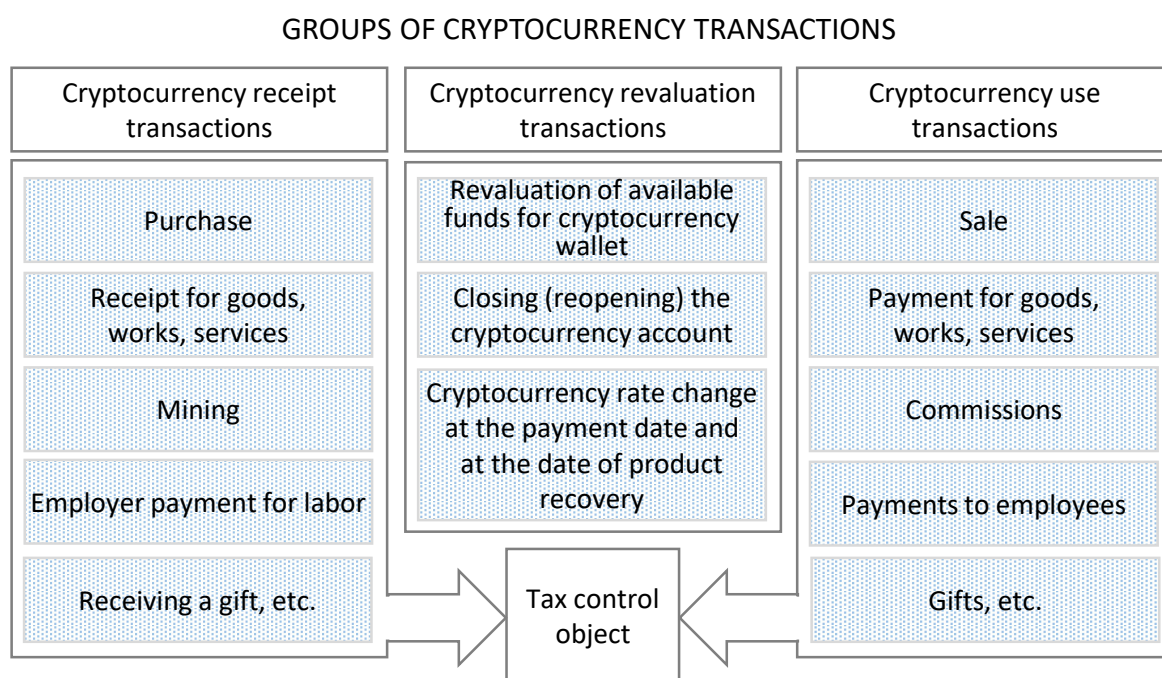 GROUPS OF CRYPTOCURRENCY TRANSACTIONS
Cryptocurrency receipt
transactions
Purchase
Receipt for goods,
works, services
Mining
Employer payment for labor
Receiving a gift, etc.
Cryptocurrency revaluation
transactions
Revaluation of available
funds for cryptocurrency
wallet
Closing (reopening) the
cryptocurrency account
Cryptocurrency rate change
at the payment date and
at the date of product
recovery
Cryptocurrency use
transactions
Sale
Payment for goods,
works, services
Commissions
Payments to employees
Gifts, etc.
Tax control
object